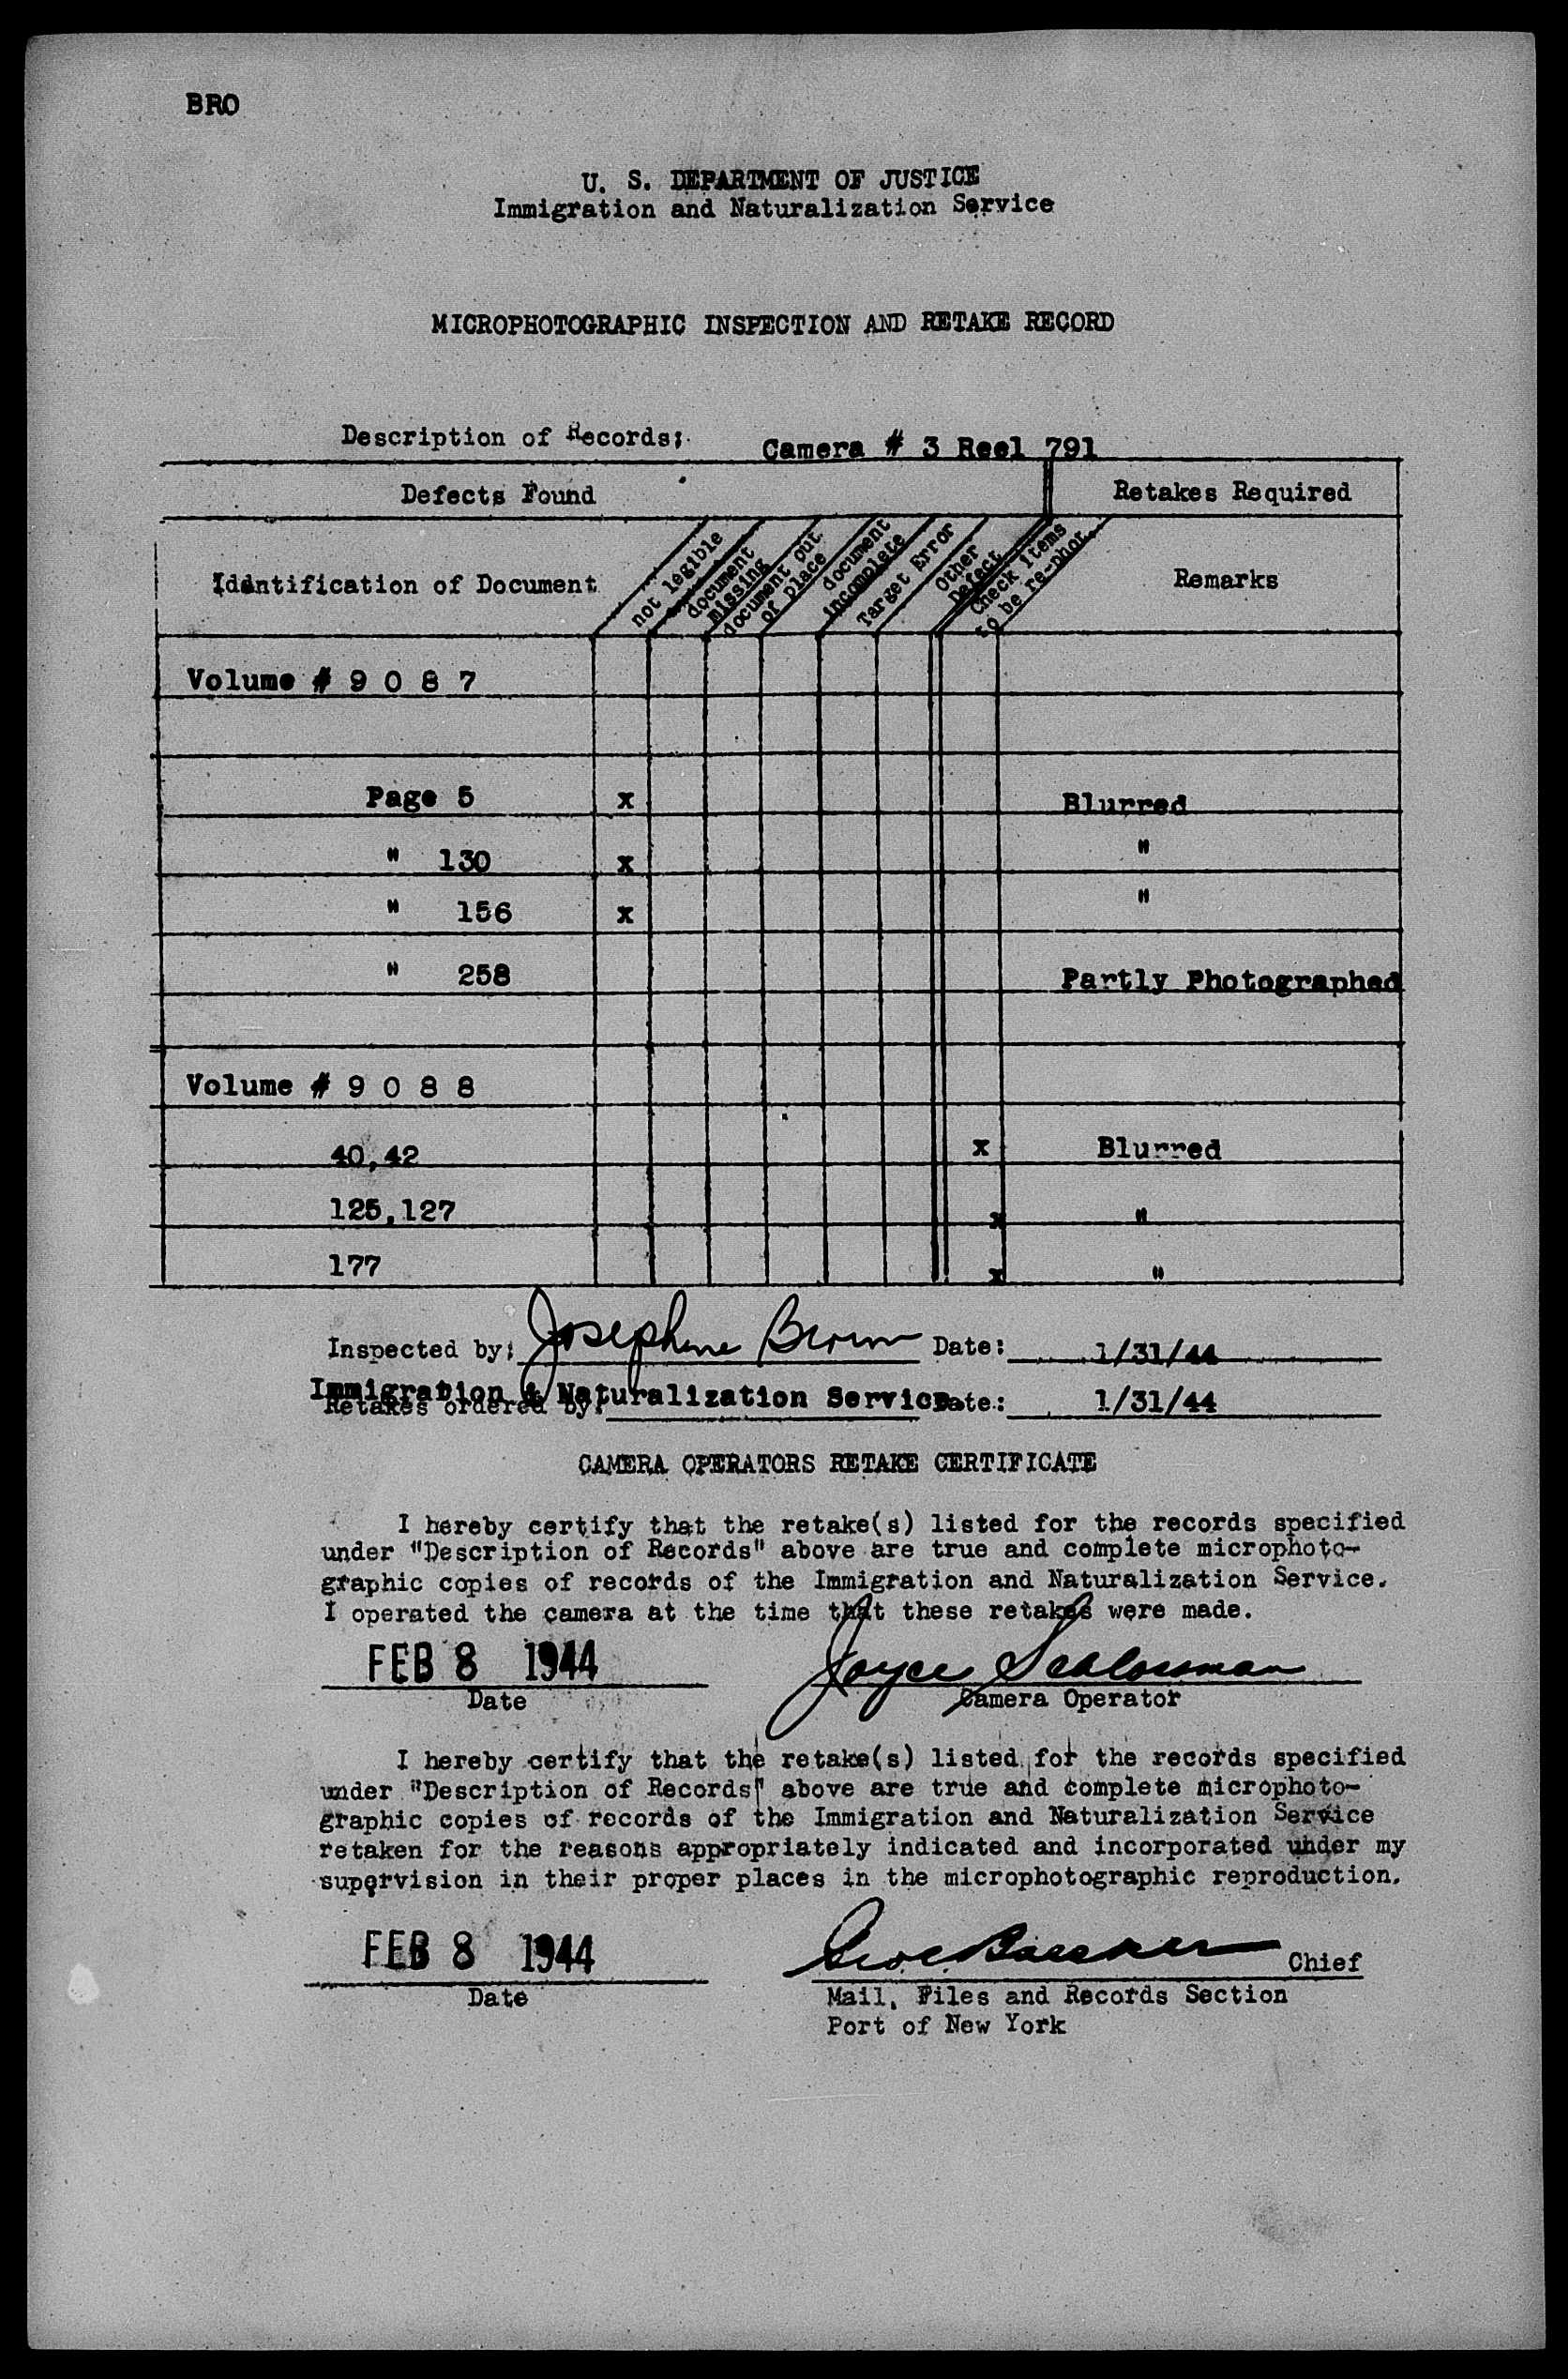 BRO
U. S. DEPARTMENT OF JUSTICE
Immigration and Naturalization Service
MICROPHOTOGRAPHIC INSPECTION AND RETAKE RECORD
Description of Records: Camera # 3 Reel 791
Defects Found Retakes Required
Identification of Document not legible document missing document out of place document incomplete Target Error Other Defect Check items to be re-phor. Remarks
Volume # 9 0 8 7
Page 5 x Blurred
" 130 x "
" 156 x "
" 258 Partly Photographed
Volume # 9 0 8 8
40,42 x Blurred
125,127 x "
177 x "
Inspected by: Josephine Brown Date: 1/31/44
Immigration & Naturalization Service
Retakes ordered by: Date: 1/31/44
CAMERA OPERATORS RETAKE CERTIFICATE
I hereby certify that the retake(s) listed for the records specified
under "Description of Records" above are true and complete microphoto-
graphic copies of records of the Immigration and Naturalization Service.
I operated the camera at the time that these retakes were made.
FEB 8 1944 Joyce Schlossman
Date Camera Operator
I hereby certify that the retake(s) listed for the records specified
under "Description of Records" above are true and complete microphoto-
graphic copies of records of the Immigration and Naturalization Service
retaken for the reasons appropriately indicated and incorporated under my
supervision in their proper places in the microphotographic reproduction.
FEB 8 1944 Chief
Date Mail, Files and Records Section
Port of New York